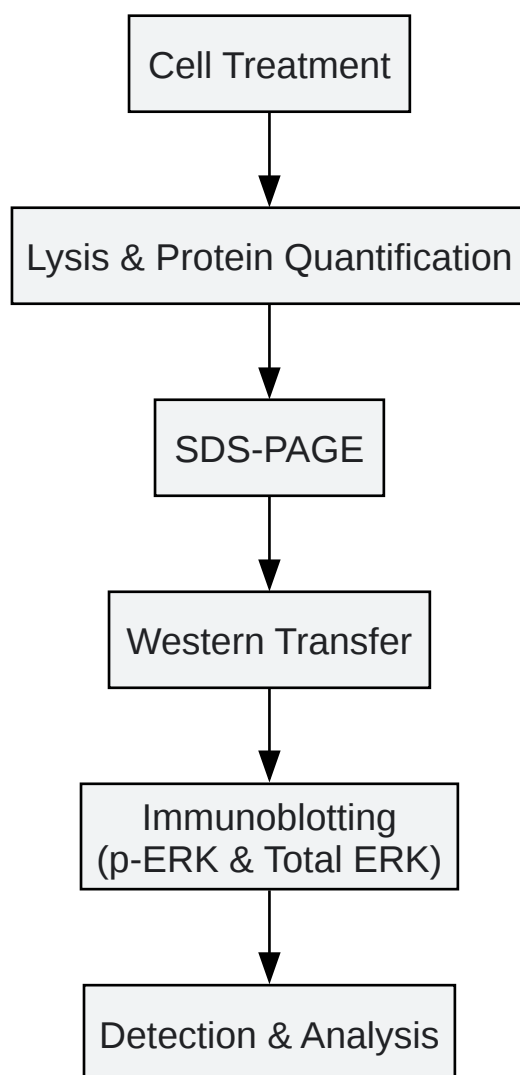 Cell Treatment
Lysis & Protein Quantification
SDS-PAGE
Western Transfer
Immunoblotting
(p-ERK & Total ERK)
Detection & Analysis